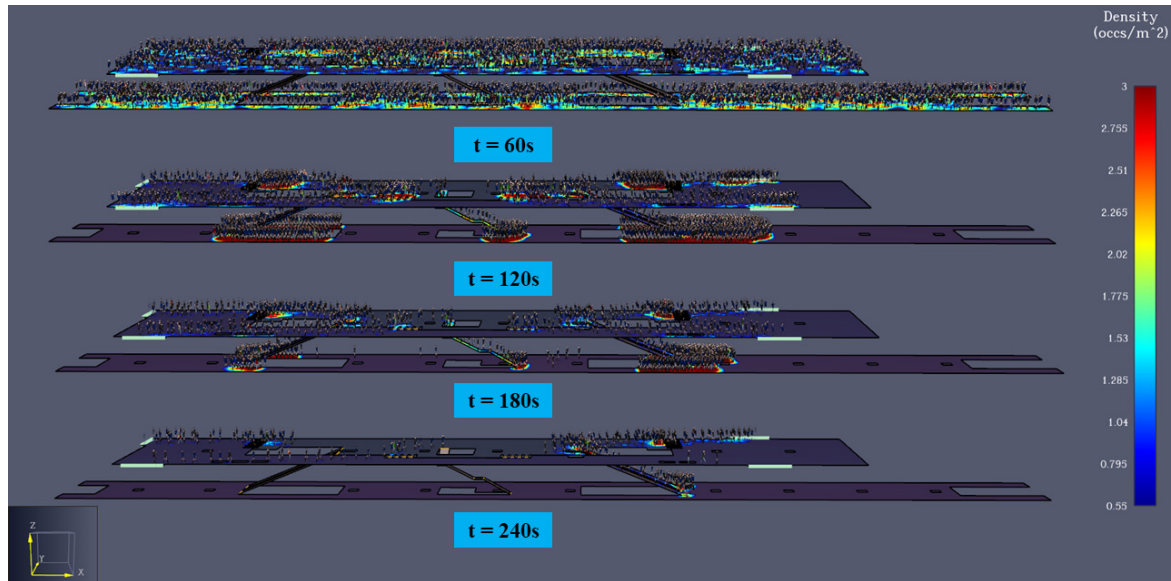 Density
(occs/m^2)
3
2.755
2.51
2.265
2.02
1.775
1.53
1.285
1.04
0.795
0.55
t = 60s
t = 120s
t = 180s
t = 240s
Z
Y
X